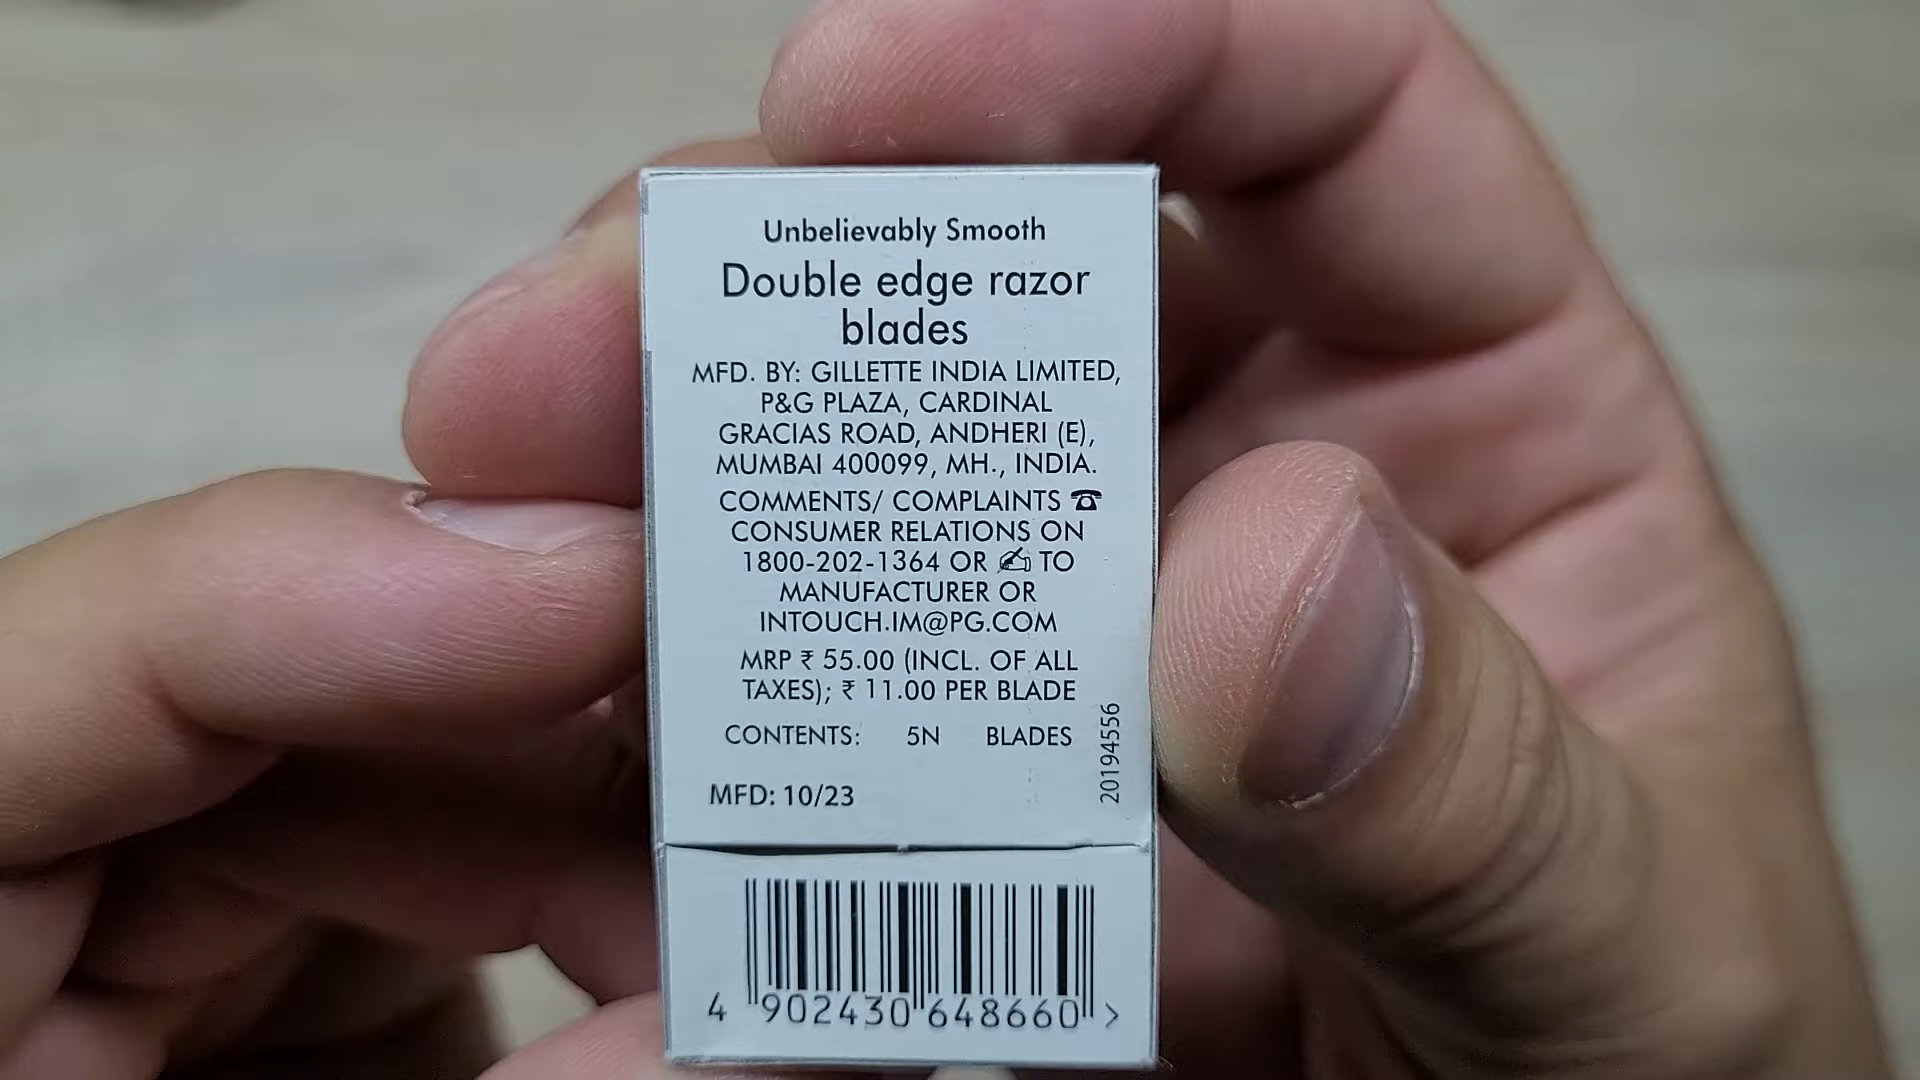 Unbelievably Smooth
Double edge razor
blades
MFD. BY: GILLETTE INDIA LIMITED,
P&G PLAZA, CARDINAL
GRACIAS ROAD, ANDHERI (E),
MUMBAI 400099, MH., INDIA.
COMMENTS/ COMPLAINTS ☎
CONSUMER RELATIONS ON
1800-202-1364 OR ✍ TO
MANUFACTURER OR
INTOUCH.IM@PG.COM
MRP ₹ 55.00 (INCL. OF ALL
TAXES); ₹ 11.00 PER BLADE
CONTENTS: 5N BLADES
20194556
MFD: 10/23
4 902430 648660 >